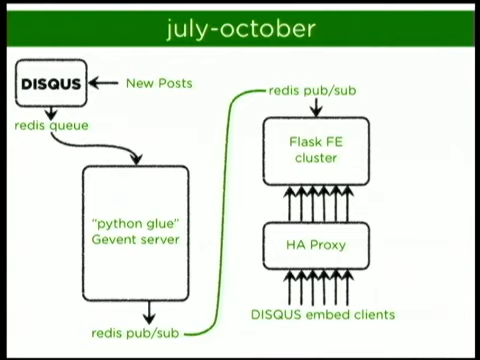 july-october
DISQUS
New Posts
redis queue
"python glue"
Gevent server
redis pub/sub
redis pub/sub
Flask FE
cluster
HA Proxy
DISQUS embed clients